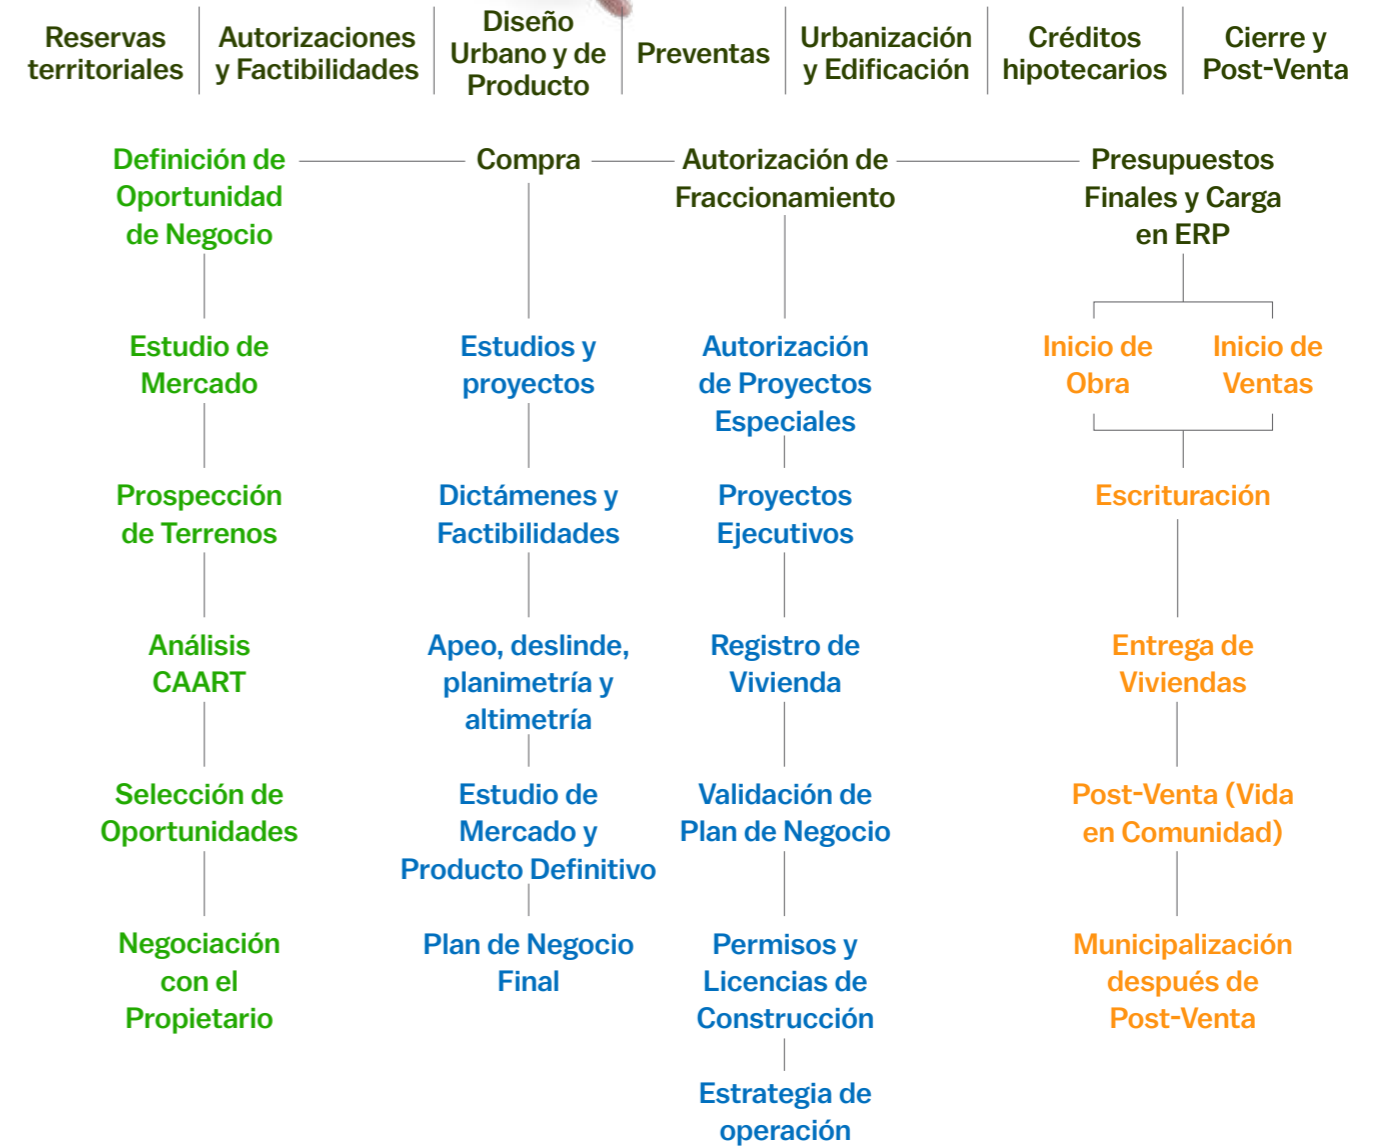 Reservas
territoriales
Autorizaciones
y Factibilidades
Diseño
Urbano y de
Producto
Preventas
Urbanización
y Edificación
Créditos
hipotecarios
Cierre y
Post-Venta
Definición de
Oportunidad
de Negocio
Estudio de
Mercado
Prospección
de Terrenos
Análisis
CAART
Selección de
Oportunidades
Negociación
con el
Propietario
Compra
Estudios y
proyectos
Dictámenes y
Factibilidades
Apeo, deslinde,
planimetría y
altimetría
Estudio de
Mercado y
Producto Definitivo
Plan de Negocio
Final
Autorización de
Fraccionamiento
Autorización
de Proyectos
Especiales
Proyectos
Ejecutivos
Registro de
Vivienda
Validación de
Plan de Negocio
Permisos y
Licencias de
Construcción
Estrategia de
operación
Presupuestos
Finales y Carga
en ERP
Inicio de
Obra
Inicio de
Ventas
Escrituración
Entrega de
Viviendas
Post-Venta (Vida
en Comunidad)
Municipalización
después de
Post-Venta